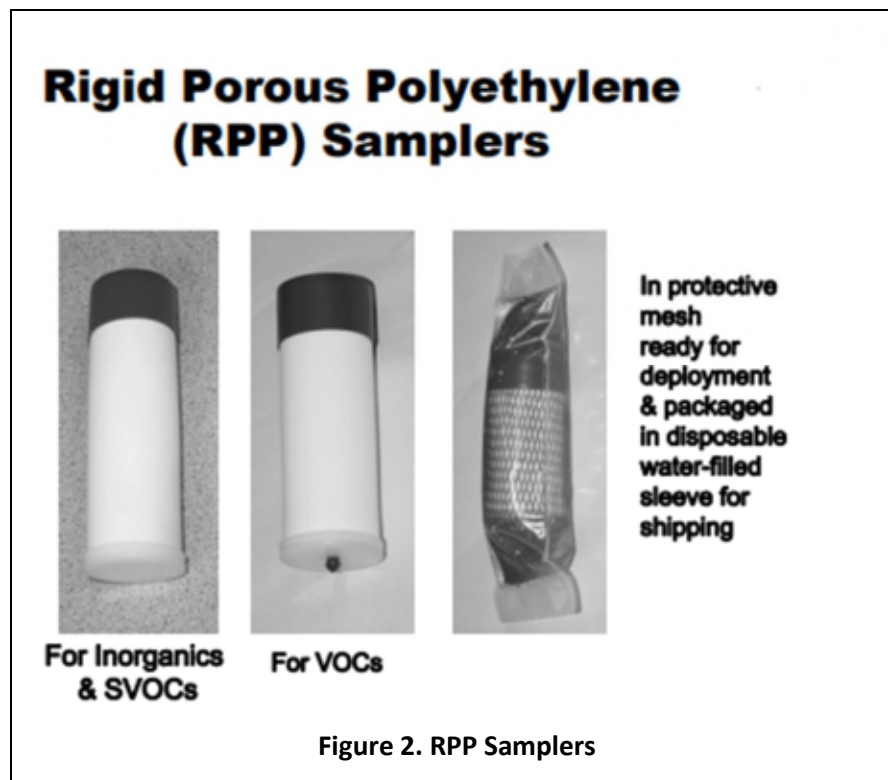 Rigid Porous Polyethylene
(RPP) Samplers
In protective
mesh
ready for
deployment
& packaged
in disposable
water-filled
sleeve for
shipping
For Inorganics
& SVOCs
For VOCs
Figure 2. RPP Samplers